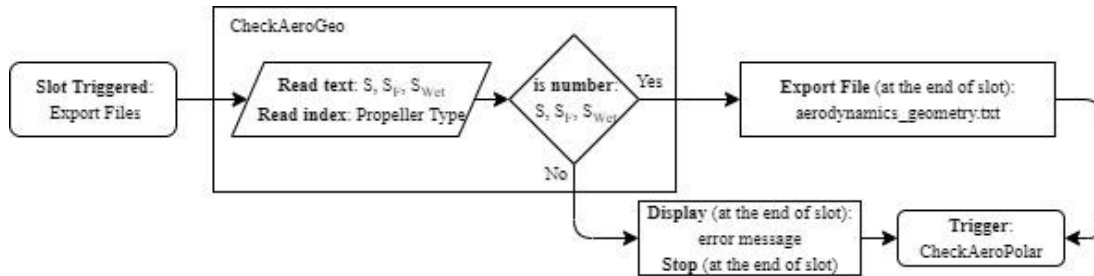 CheckAeroGeo
Slot Triggered:
Export Files
Read text: S, S_F, S_Wet
Read index: Propeller Type
is number:
S, S_F, S_Wet
Yes
No
Export File (at the end of slot):
aerodynamics_geometry.txt
Display (at the end of slot):
error message
Stop (at the end of slot)
Trigger:
CheckAeroPolar